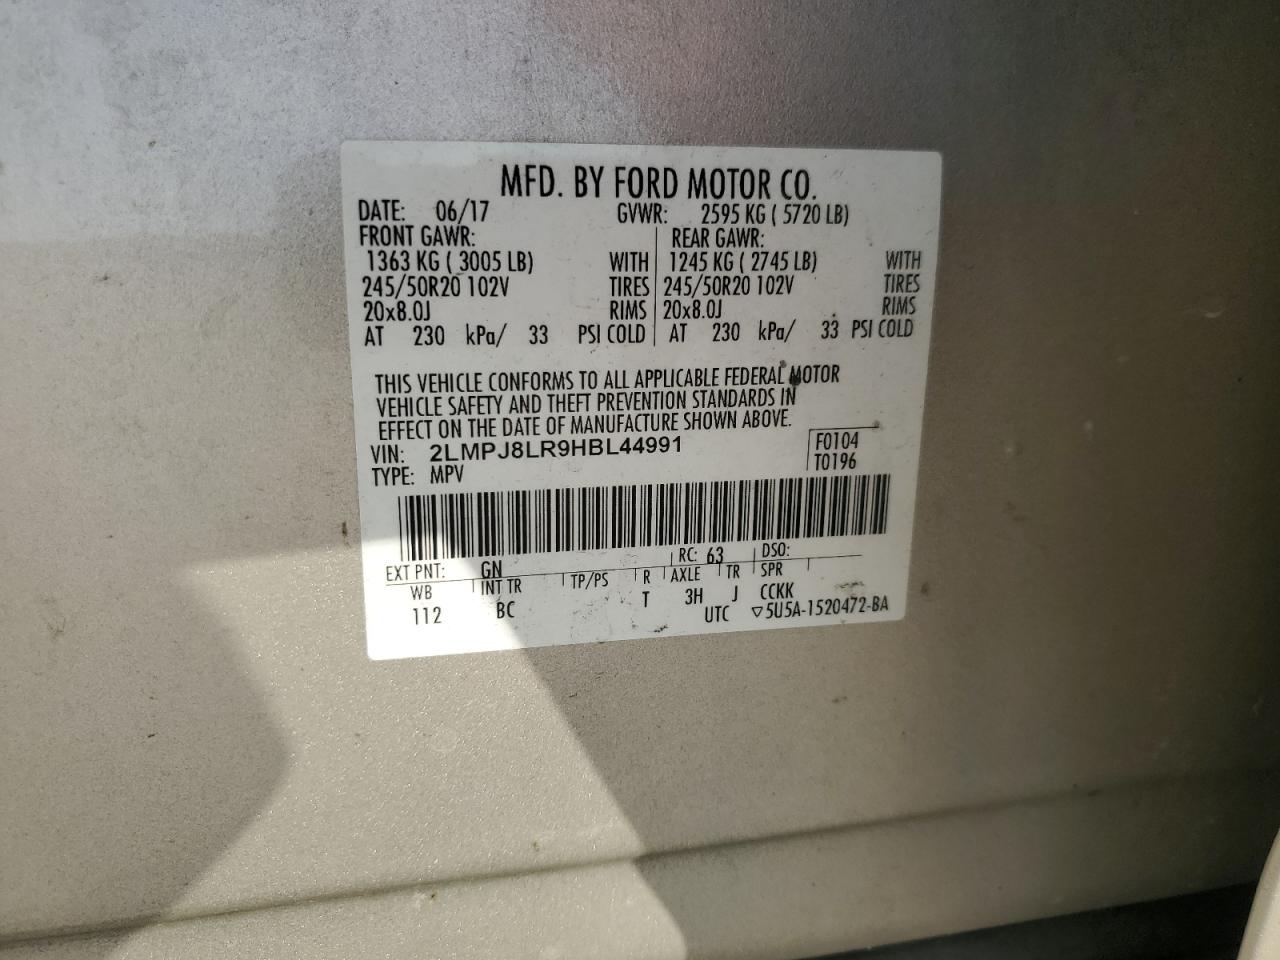 MFD. BY FORD MOTOR CO.
DATE: 06/17 GVWR: 2595 KG ( 5720 LB)
FRONT GAWR: REAR GAWR:
1363 KG ( 3005 LB) WITH 1245 KG ( 2745 LB) WITH
245/50R20 102V TIRES 245/50R20 102V TIRES
20x8.0J RIMS 20x8.0J RIMS
AT 230 kPa/ 33 PSI COLD AT 230 kPa/ 33 PSI COLD
THIS VEHICLE CONFORMS TO ALL APPLICABLE FEDERAL MOTOR
VEHICLE SAFETY AND THEFT PREVENTION STANDARDS IN
EFFECT ON THE DATE OF MANUFACTURE SHOWN ABOVE.
VIN: 2LMPJ8LR9HBL44991 F0104
TYPE: MPV T0196
EXT PNT: GN RC: 63 DSO:
WB INT TR TP/PS R AXLE TR SPR
112 BC T 3H J CCKK
UTC ▽5U5A-1520472-BA